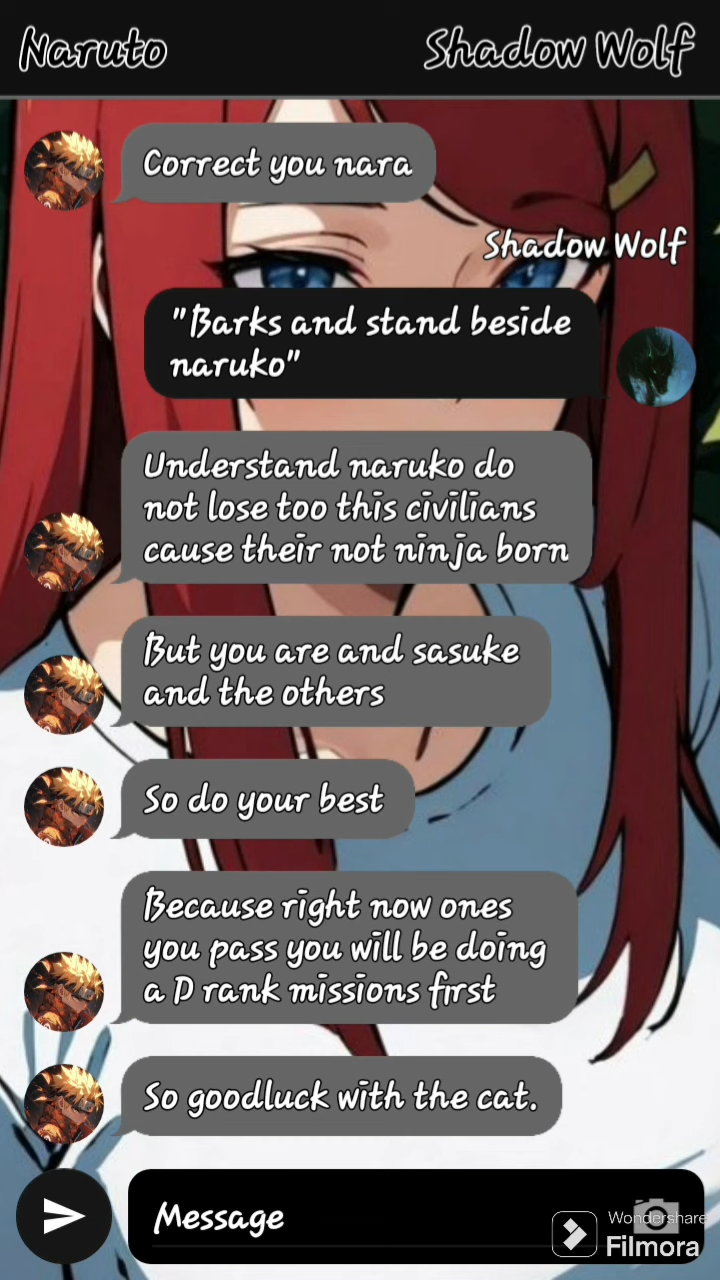 Naruto Shadow Wolf
Correct you nara
Shadow Wolf
"Barks and stand beside
naruko"
Understand naruko do
not lose too this civilians
cause their not ninja born
But you are and sasuke
and the others
So do your best
Because right now ones
you pass you will be doing
a D rank missions first
So goodluck with the cat.
Message
Wondershare
Filmora